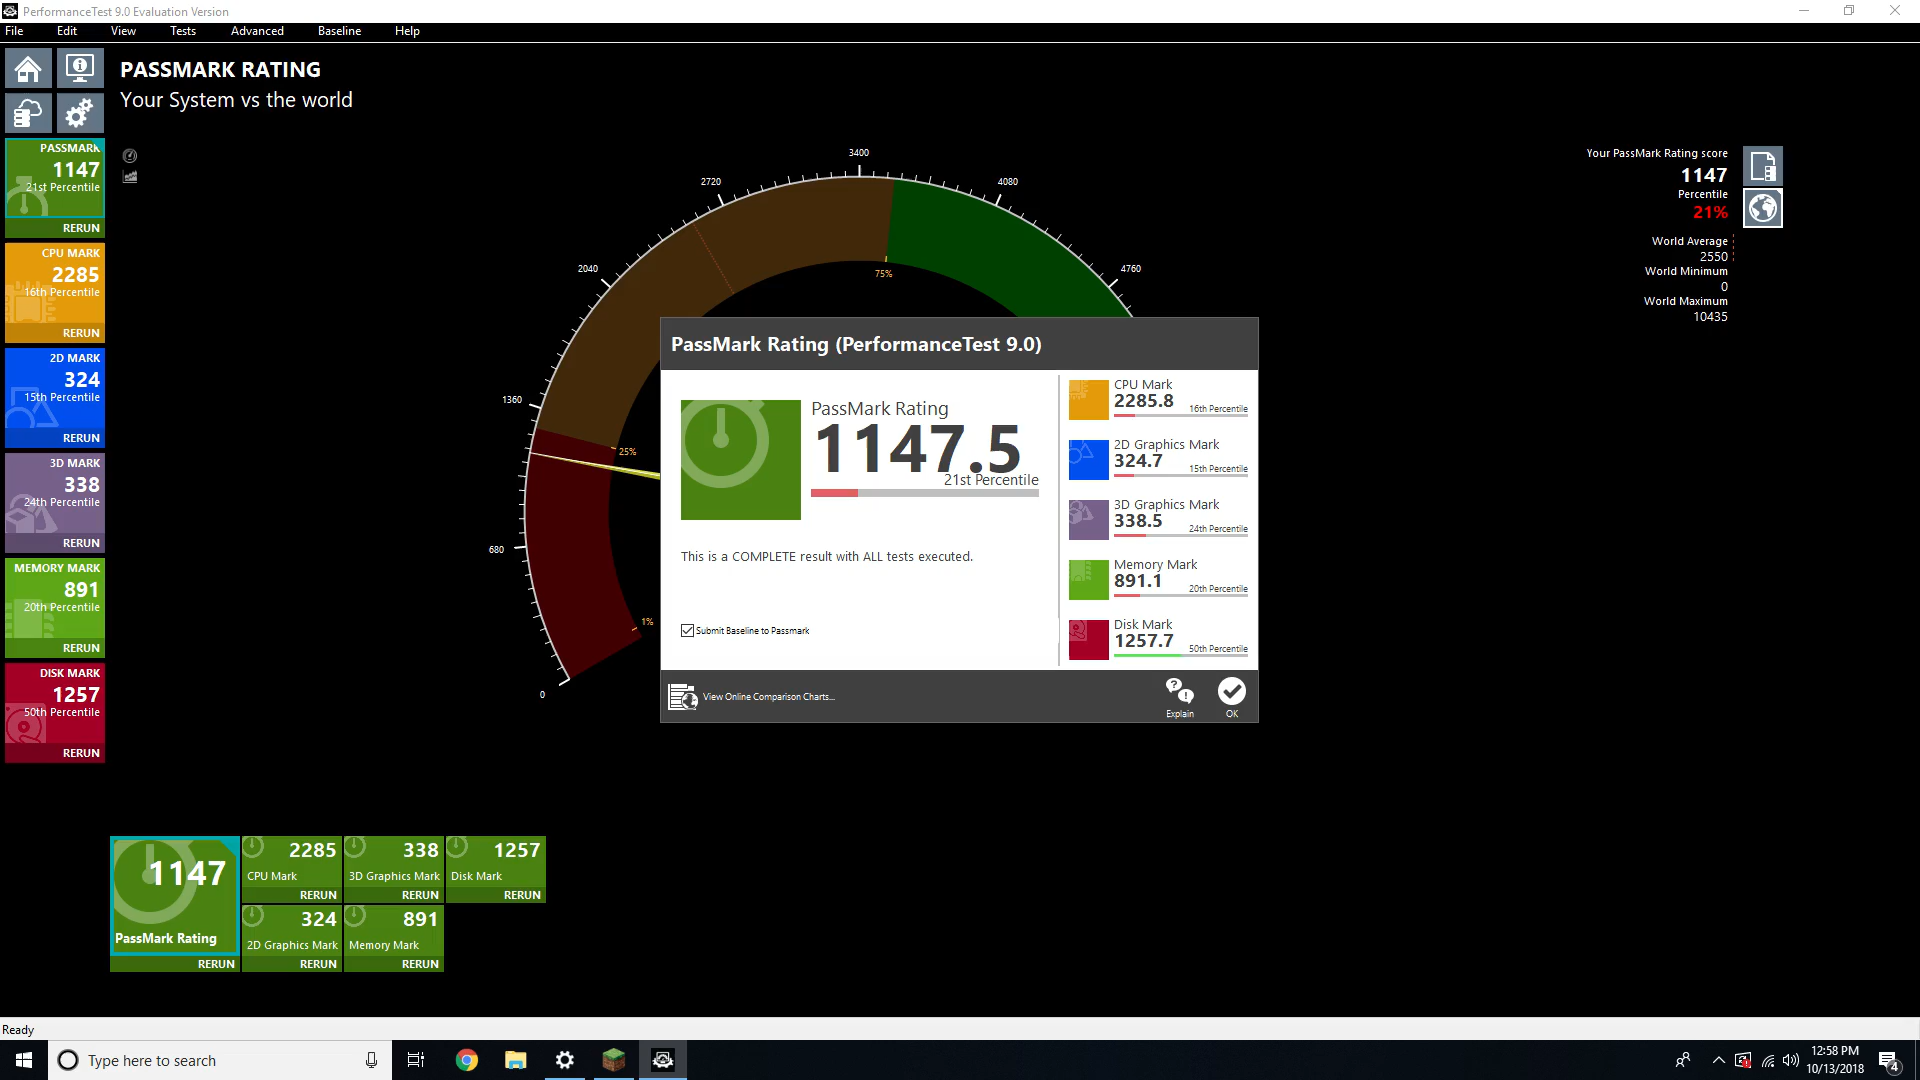 PerformanceTest 9.0 Evaluation Version
File Edit View Tests Advanced Baseline Help
PASSMARK RATING
Your System vs the world
PASSMARK
1147
21st Percentile
RERUN
CPU MARK
2285
16th Percentile
RERUN
2D MARK
324
15th Percentile
RERUN
3D MARK
338
24th Percentile
RERUN
MEMORY MARK
891
20th Percentile
RERUN
DISK MARK
1257
50th Percentile
RERUN
0
680
1360
2040
2720
3400
4080
4760
1%
25%
75%
Your PassMark Rating score
1147
Percentile
21%
World Average
2550
World Minimum
0
World Maximum
10435
PassMark Rating (PerformanceTest 9.0)
PassMark Rating
1147.5
21st Percentile
This is a COMPLETE result with ALL tests executed.
Submit Baseline to Passmark
CPU Mark
2285.8
16th Percentile
2D Graphics Mark
324.7
15th Percentile
3D Graphics Mark
338.5
24th Percentile
Memory Mark
891.1
20th Percentile
Disk Mark
1257.7
50th Percentile
View Online Comparison Charts...
Explain
OK
1147
PassMark Rating
RERUN
2285
CPU Mark
RERUN
338
3D Graphics Mark
RERUN
1257
Disk Mark
RERUN
324
2D Graphics Mark
RERUN
891
Memory Mark
RERUN
Ready
Type here to search
12:58 PM
10/13/2018
4